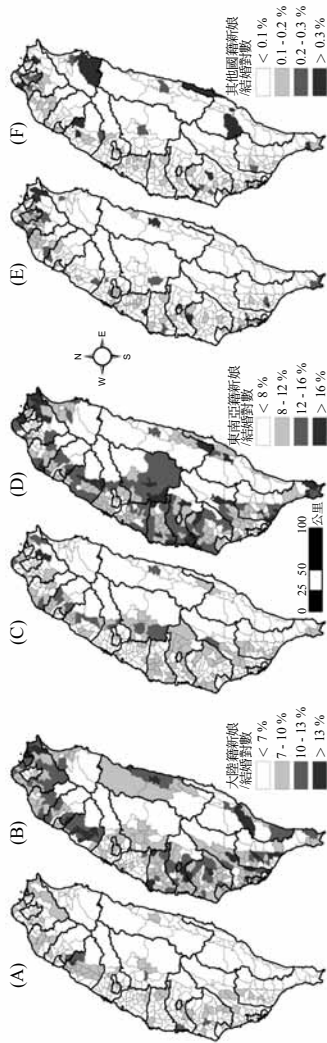 (A)
(B)
(C)
(D)
(E)
(F)
N
W E
S
大陸籍新娘
/結婚對數
< 7 %
7 - 10 %
10 - 13 %
> 13 %
東南亞籍新娘
/結婚對數
< 8 %
8 - 12 %
12 - 16 %
> 16 %
0 25 50 100
公里
其他國籍新娘
/結婚對數
< 0.1 %
0.1 - 0.2 %
0.2 - 0.3 %
> 0.3 %